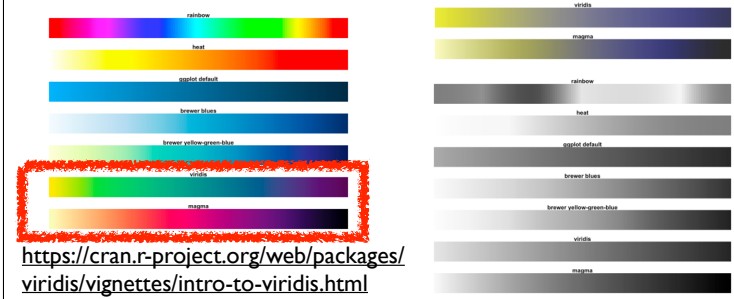 rainbow
heat
ggplot default
brewer blues
brewer yellow-green-blue
viridis
magma
https://cran.r-project.org/web/packages/
viridis/vignettes/intro-to-viridis.html
viridis
magma
rainbow
heat
ggplot default
brewer blues
brewer yellow-green-blue
viridis
magma